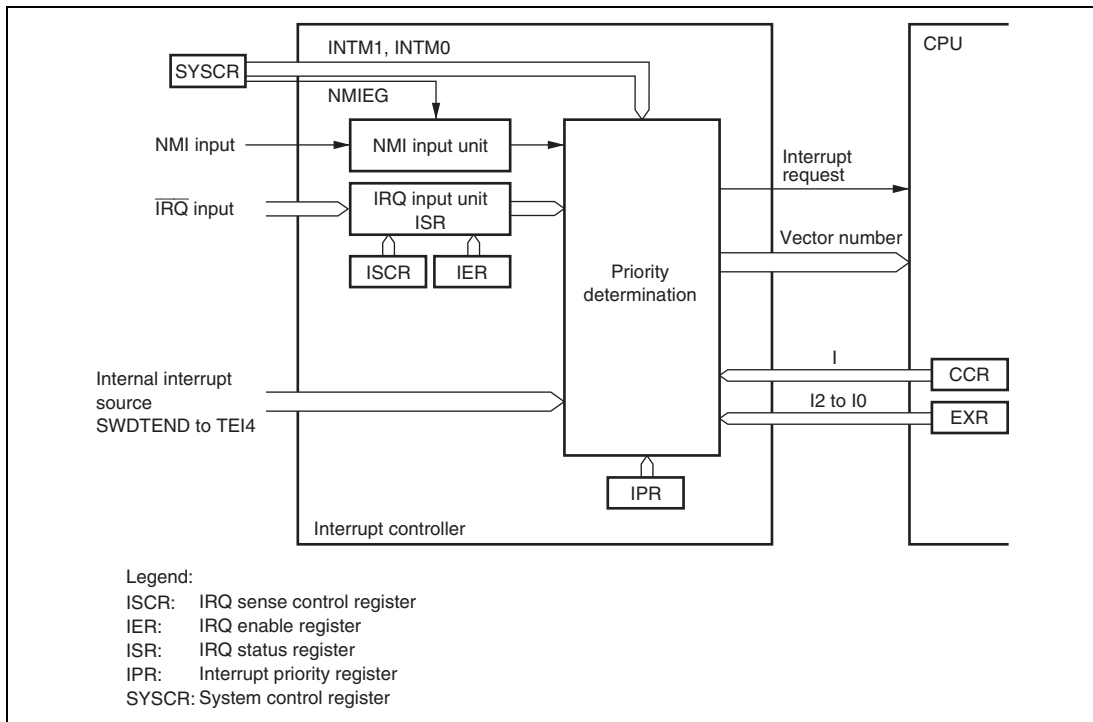 INTM1, INTM0
CPU
SYSCR
NMIEG
NMI input
NMI input unit
Interrupt
request
IRQ input
IRQ input unit
ISR
Vector number
ISCR
IER
Priority
determination
I
CCR
Internal interrupt
source
SWDTEND to TEI4
I2 to I0
EXR
IPR
Interrupt controller
Legend:
ISCR: IRQ sense control register
IER: IRQ enable register
ISR: IRQ status register
IPR: Interrupt priority register
SYSCR: System control register